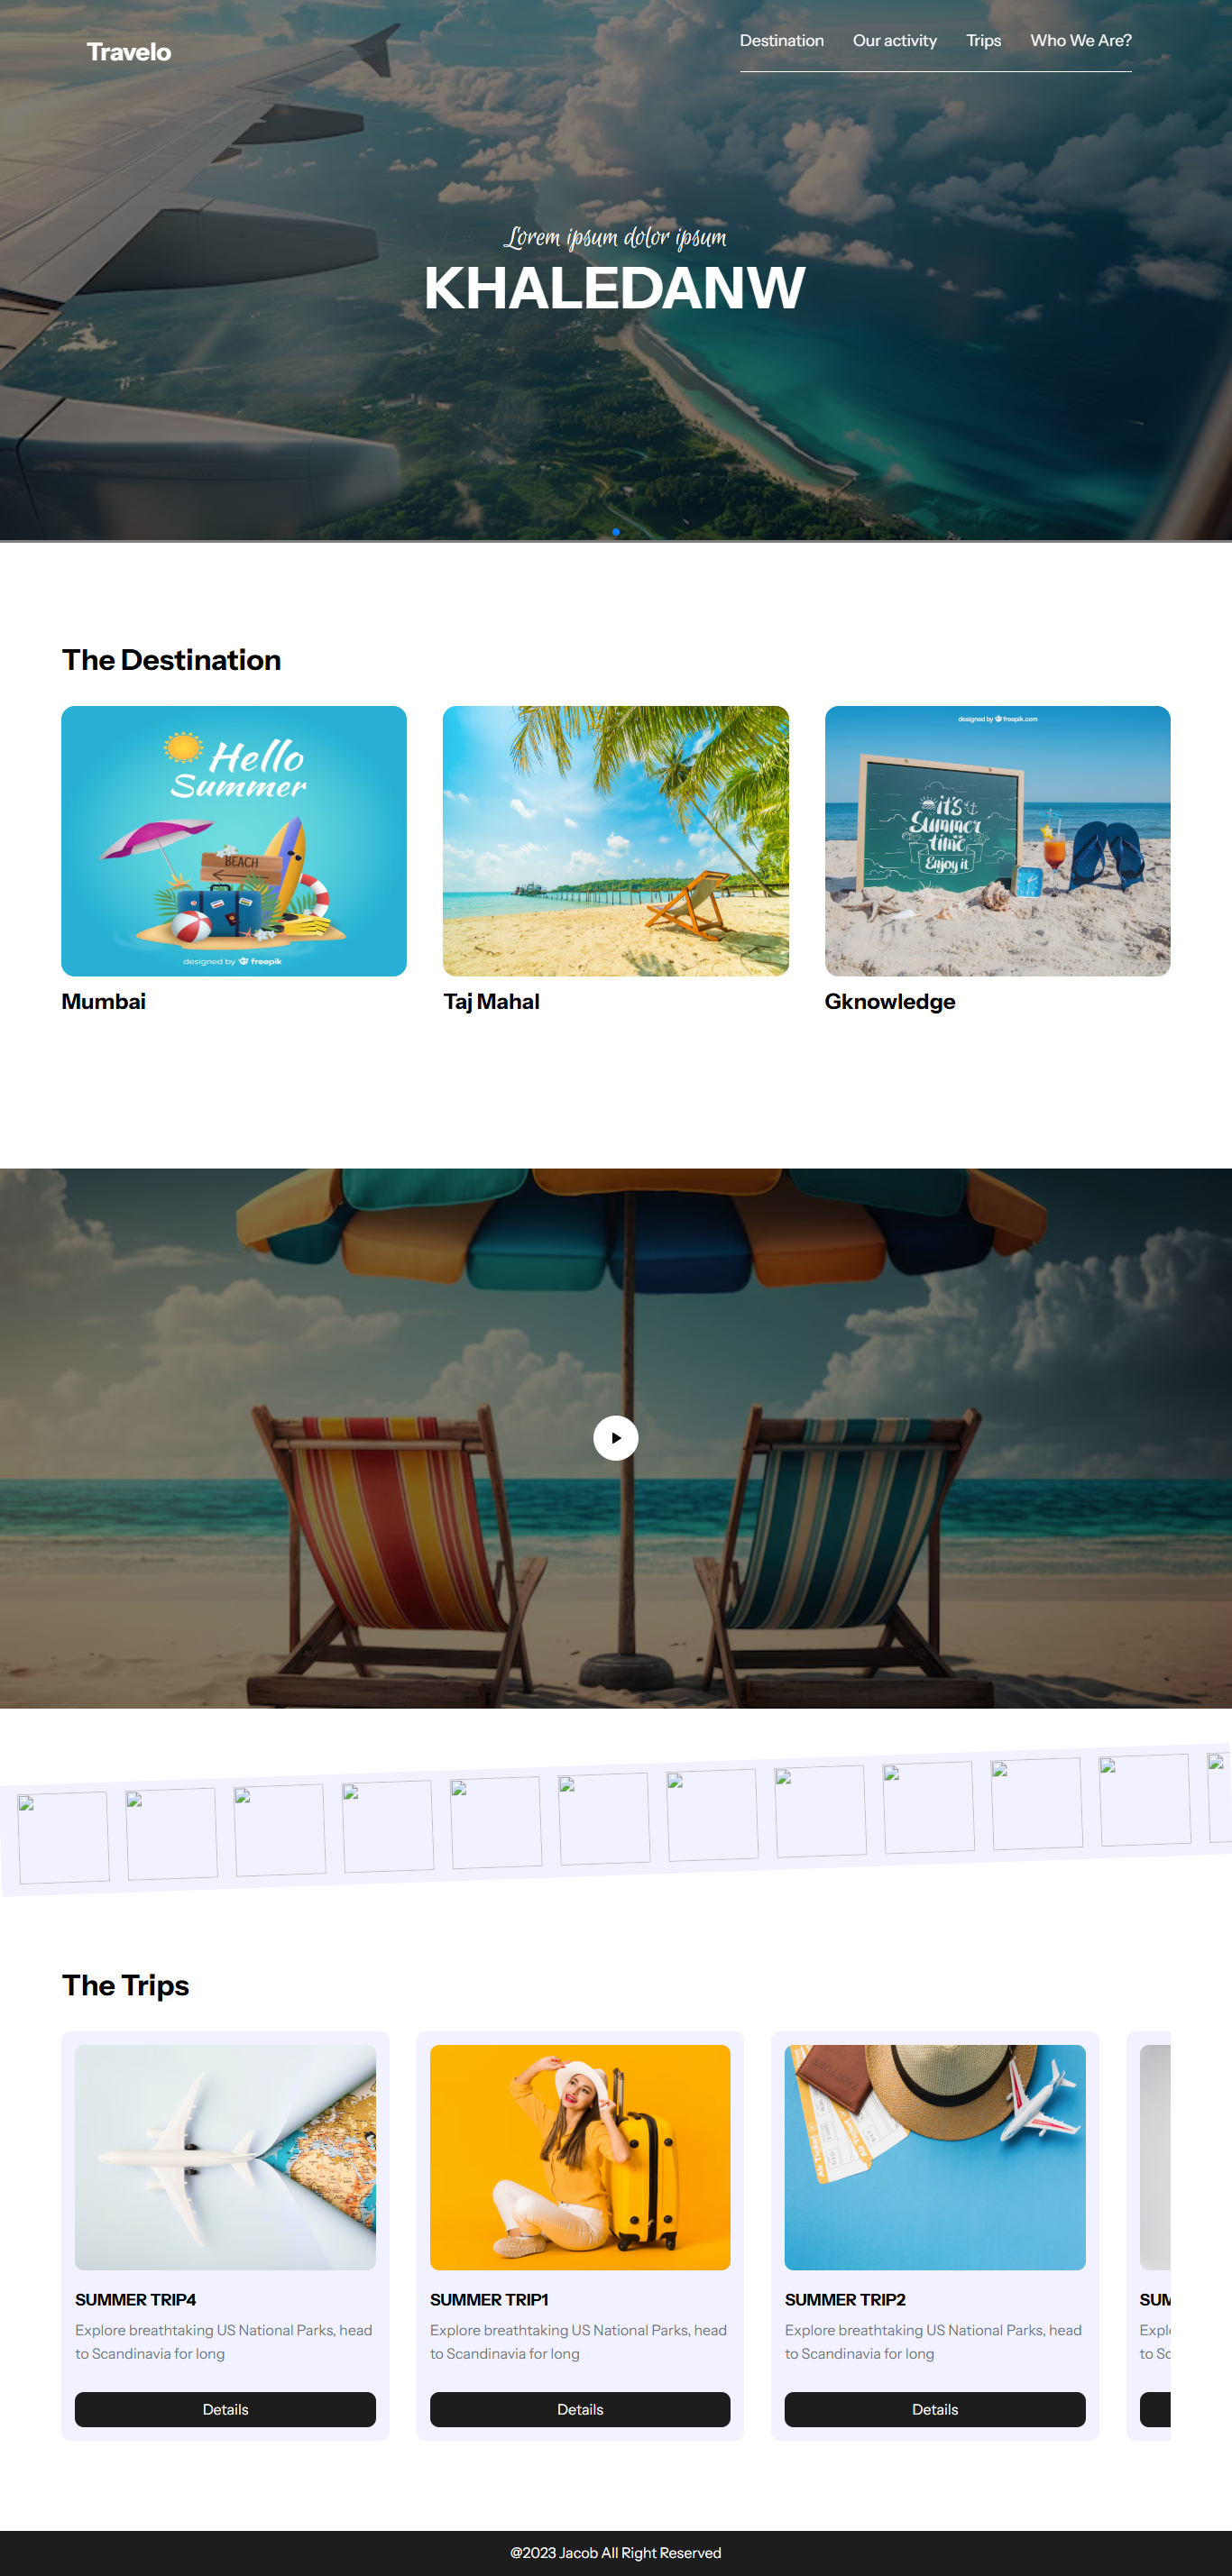 Travelo
Destination Our activity Trips Who We Are?
Lorem ipsum dolor ipsum
KHALEDANW
The Destination
Hello
Summer
BEACH
designed by freepik
designed by freepik.com
it's
Summer
time
Enjoy it
Mumbai
Taj Mahal
Gknowledge
The Trips
PASSPORT
SUMMER TRIP4
Explore breathtaking US National Parks, head
to Scandinavia for long
Details
SUMMER TRIP1
Explore breathtaking US National Parks, head
to Scandinavia for long
Details
SUMMER TRIP2
Explore breathtaking US National Parks, head
to Scandinavia for long
Details
SUM
Expl
to Sc
@2023 Jacob All Right Reserved